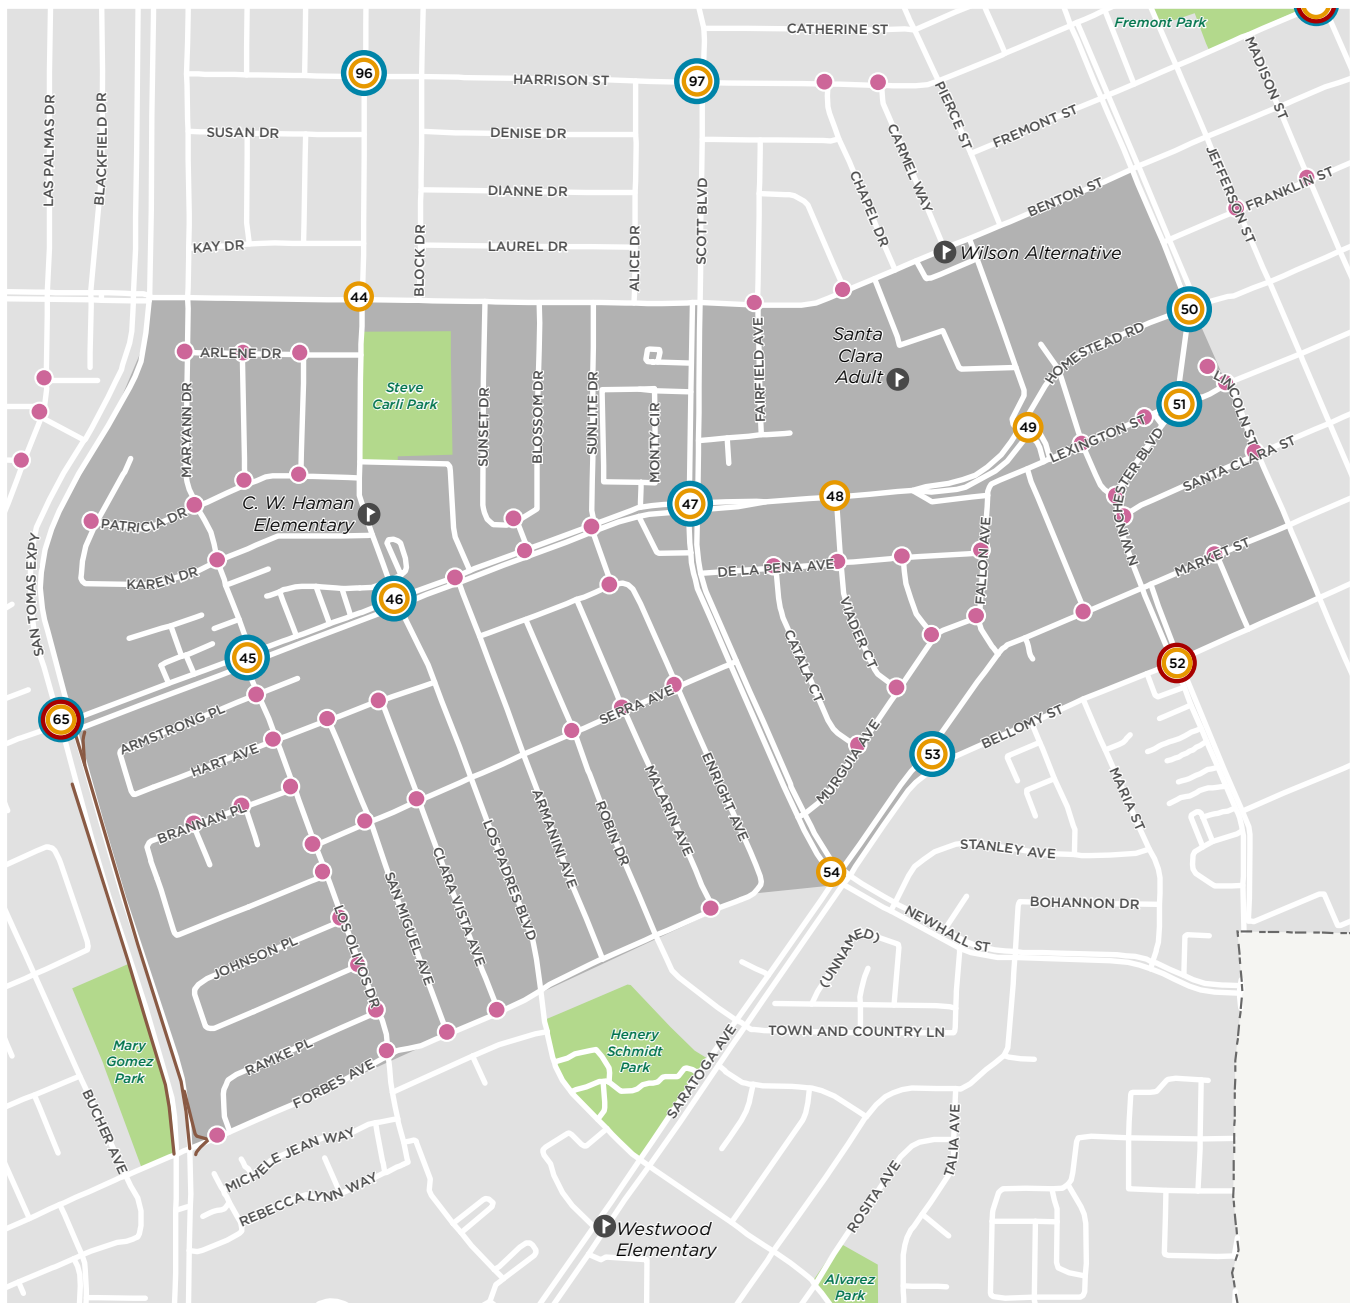 Fremont Park
CATHERINE ST
MADISON ST
96
97
HARRISON ST
LAS PALMAS DR
BLACKFIELD DR
PIERCE ST
FREMONT ST
SUSAN DR
DENISE DR
CARMEL WAY
JEFFERSON ST
FRANKLIN ST
DIANNE DR
CHAPEL DR
BENTON ST
SCOTT BLVD
KAY DR
BLOCK DR
LAUREL DR
ALICE DR
Wilson Alternative
44
50
Santa
Clara
Adult
HOMESTEAD RD
FAIRFIELD AVE
ARLENE DR
MARYANN DR
Steve
Carli Park
SUNSET DR
BLOSSOM DR
SUNLITE DR
MONTY CIR
LINCOLN ST
51
49
LEXINGTON ST
SANTA CLARA ST
N WINCHESTER BLVD
48
47
C. W. Haman
Elementary
PATRICIA DR
SAN TOMAS EXPY
KAREN DR
DE LA PENA AVE
FALLON AVE
MARKET ST
46
VIADER CT
CATALA CT
45
52
65
ARMSTRONG PL
HART AVE
SERRA AVE
BELLOMY ST
53
MURGUIA AVE
ENRIGHT AVE
MALARIN AVE
ROBIN DR
ARMANINI AVE
LOS PADRES BLVD
CLARA VISTA AVE
SAN MIGUEL AVE
LOS OLIVOS DR
BRANNAN PL
MARIA ST
STANLEY AVE
54
BOHANNON DR
NEWHALL ST
(UNNAMED)
JOHNSON PL
TOWN AND COUNTRY LN
Henery
Schmidt
Park
SARATOGA AVE
Mary
Gomez
Park
RAMKE PL
FORBES AVE
BUCHER AVE
MICHELE JEAN WAY
REBECCA LYNN WAY
TALIA AVE
ROSITA AVE
Westwood
Elementary
Alvarez
Park